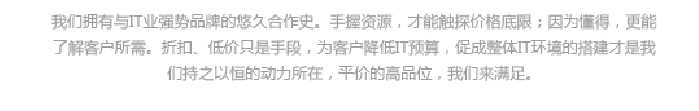 我们拥有与IT业强势品牌的悠久合作史。手握资源，才能触探价格底限；因为懂得，更能
了解客户所需。折扣、低价只是手段，为客户降低IT预算，促成整体IT环境的搭建才是我
们持之以恒的动力所在，平价的高品位，我们来满足。